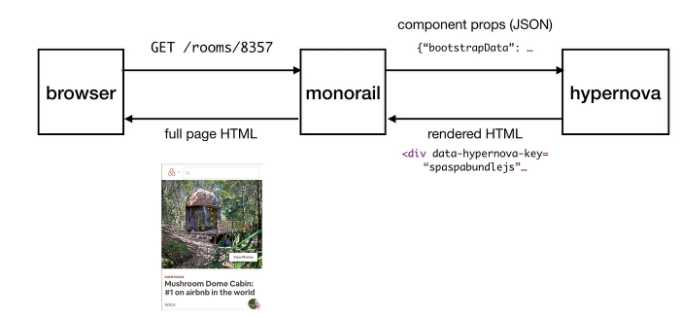 component props (JSON)
GET /rooms/8357
{“bootstrapData”: …
browser
monorail
hypernova
full page HTML
rendered HTML
<div data-hypernova-key=
“spaspabundlejs”…
View Photos
Mushroom Dome Cabin:
#1 on airbnb in the world
Aptos